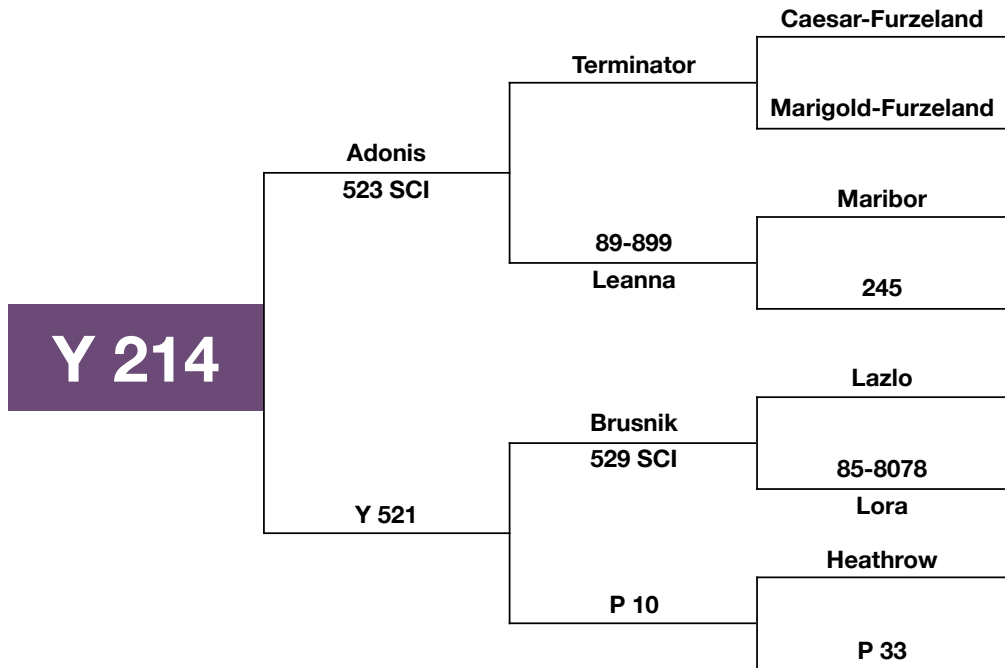 Caesar-Furzeland
Terminator
Marigold-Furzeland
Adonis
523 SCI
Maribor
89-899
Leanna
245
Y 214
Lazlo
Brusnik
529 SCI
85-8078
Lora
Y 521
Heathrow
P 10
P 33